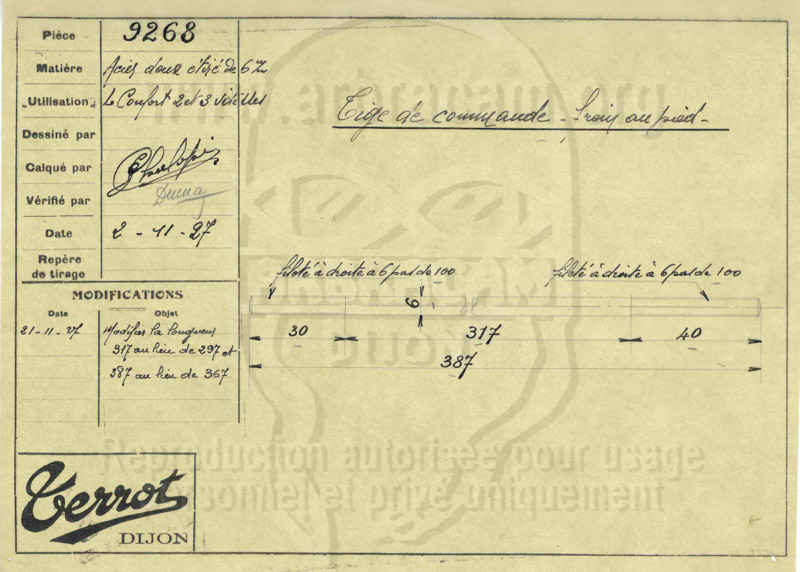 Pièce 9268
Matière Acier doux étiré de 6 m/m
Utilisation Le Confort 2 et 3 vitesses
Dessiné par
Calqué par
Vérifié par
Date 2-11-27
Repère
de tirage
MODIFICATIONS
Date Objet
21-11-27 Modifier la longueur
317 au lieu de 297 et
387 au lieu de 367
Terrot
DIJON
Tige de commande - Frein au pied -
fileté à droite à 6 pas de 100
fileté à droite à 6 pas de 100
6
30 317 40
387
Reproduction autorisée pour usage
personnel et privé uniquement